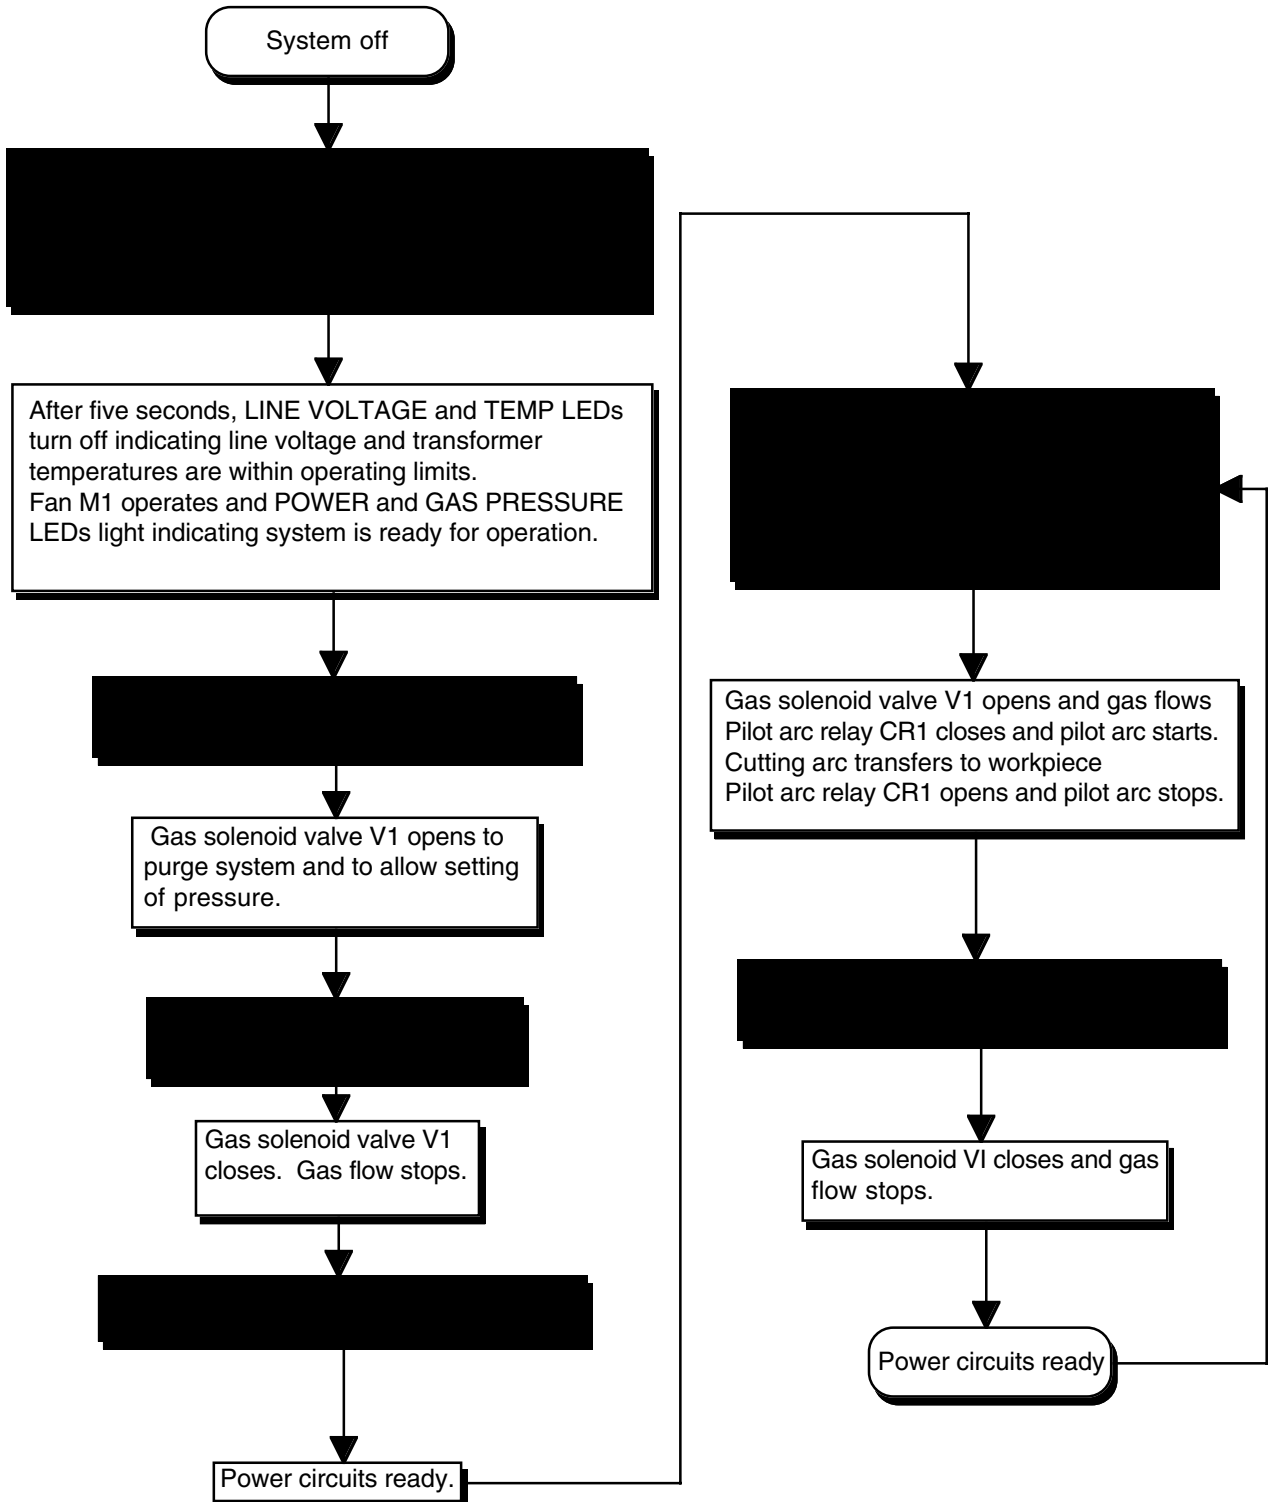 System off
After five seconds, LINE VOLTAGE and TEMP LEDs
turn off indicating line voltage and transformer
temperatures are within operating limits.
Fan M1 operates and POWER and GAS PRESSURE
LEDs light indicating system is ready for operation.
Gas solenoid valve V1 opens to
purge system and to allow setting
of pressure.
Gas solenoid valve V1
closes.  Gas flow stops.
Power circuits ready.
Gas solenoid valve V1 opens and gas flows
Pilot arc relay CR1 closes and pilot arc starts.
Cutting arc transfers to workpiece
Pilot arc relay CR1 opens and pilot arc stops.
Gas solenoid VI closes and gas
flow stops.
Power circuits ready